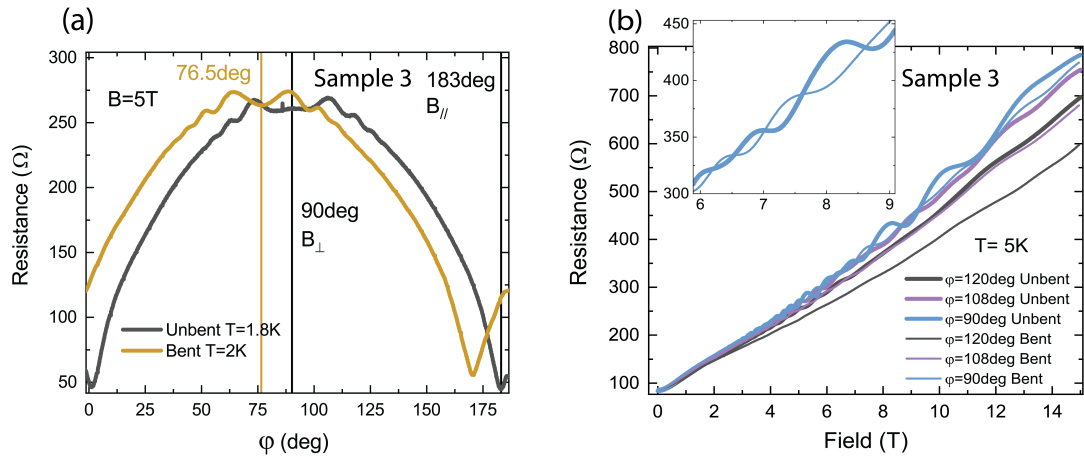 (a)
300
250
200
150
100
50
0
25
50
75
100
125
150
175
Resistance (Ω)
φ (deg)
76.5deg
B=5T
Sample 3
183deg
B//
90deg
B⊥
Unbent T=1.8K
Bent T=2K
(b)
800
700
600
500
400
300
200
100
0
2
4
6
8
10
12
14
Resistance (Ω)
Field (T)
450
400
350
300
6
7
8
9
Sample 3
T= 5K
φ=120deg Unbent
φ=108deg Unbent
φ=90deg Unbent
φ=120deg Bent
φ=108deg Bent
φ=90deg Bent